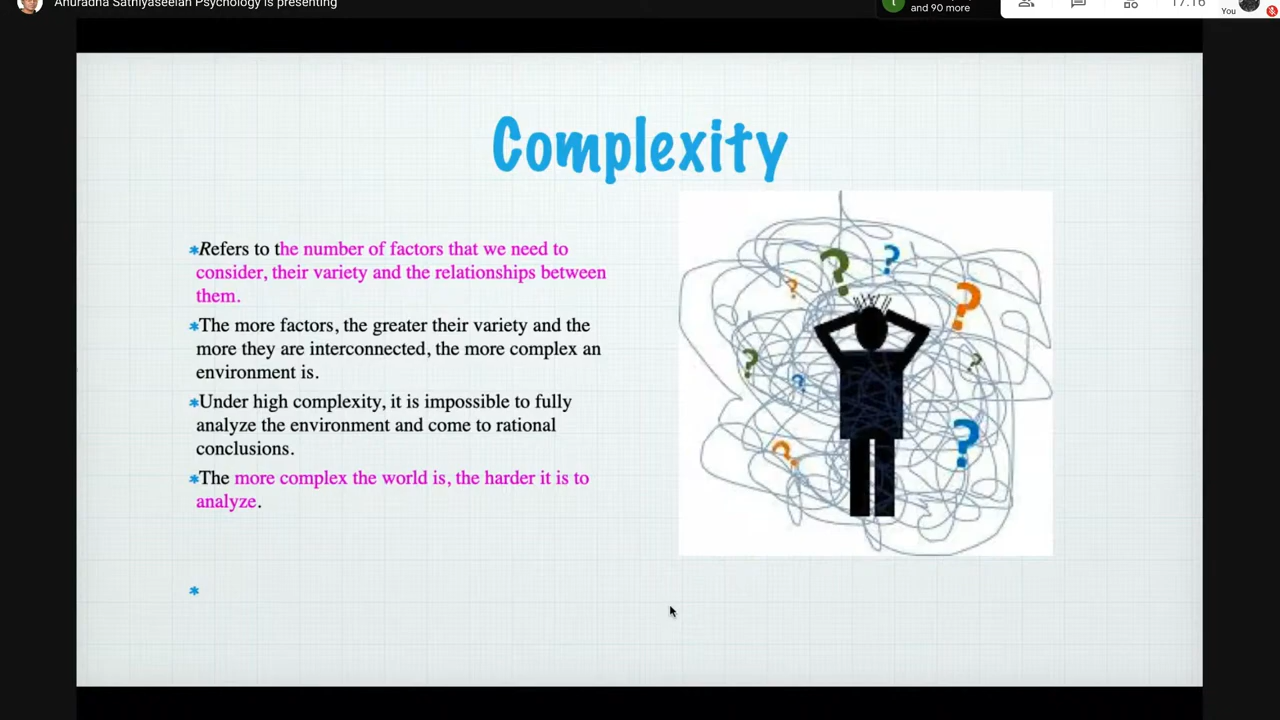 Anuradha Sathiyaseelan Psychology is presenting
t
and 90 more
17:16
You
Complexity
*Refers to the number of factors that we need to
consider, their variety and the relationships between
them.
*The more factors, the greater their variety and the
more they are interconnected, the more complex an
environment is.
*Under high complexity, it is impossible to fully
analyze the environment and come to rational
conclusions.
*The more complex the world is, the harder it is to
analyze.
*
? ? ? ? ? ? ? ? ?